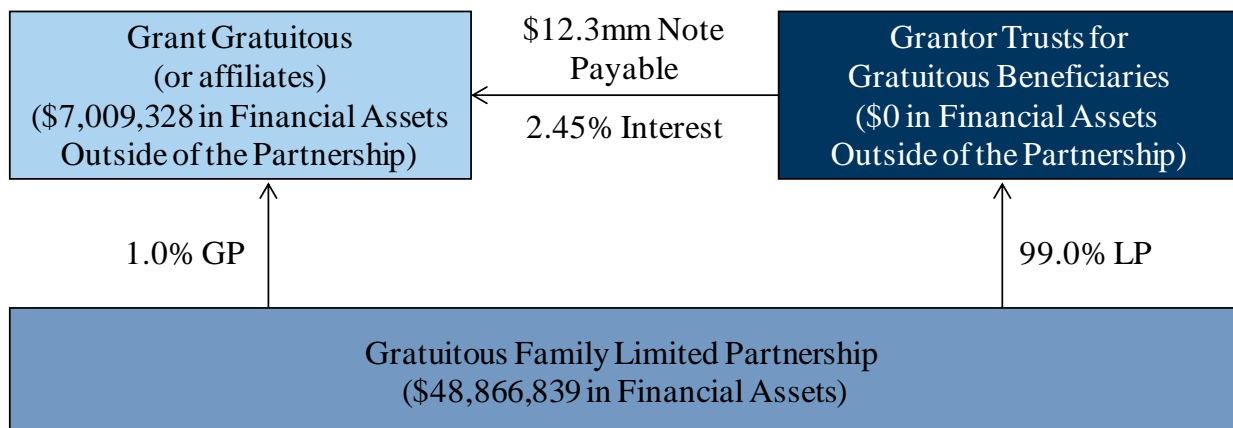 Grant Gratuitous
(or affiliates)
($7,009,328 in Financial Assets
Outside of the Partnership)
$12.3mm Note
Payable
2.45% Interest
Grantor Trusts for
Gratuitous Beneficiaries
($0 in Financial Assets
Outside of the Partnership)
1.0% GP
99.0% LP
Gratuitous Family Limited Partnership
($48,866,839 in Financial Assets)